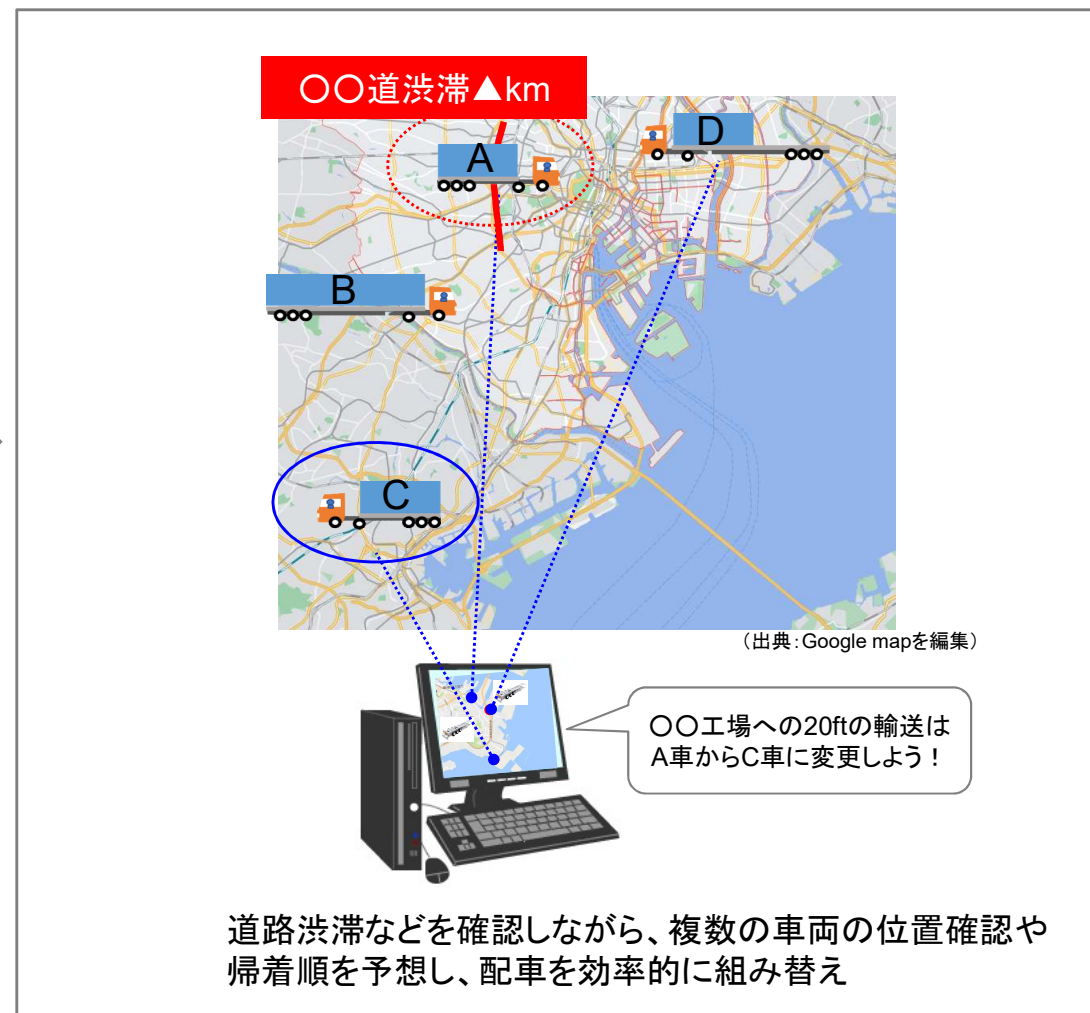 〇〇道渋滞▲km
A
D
B
C
（出典：Google mapを編集）
〇〇工場への20ftの輸送は
A車からC車に変更しよう！
道路渋滞などを確認しながら、複数の車両の位置確認や
帰着順を予想し、配車を効率的に組み替え